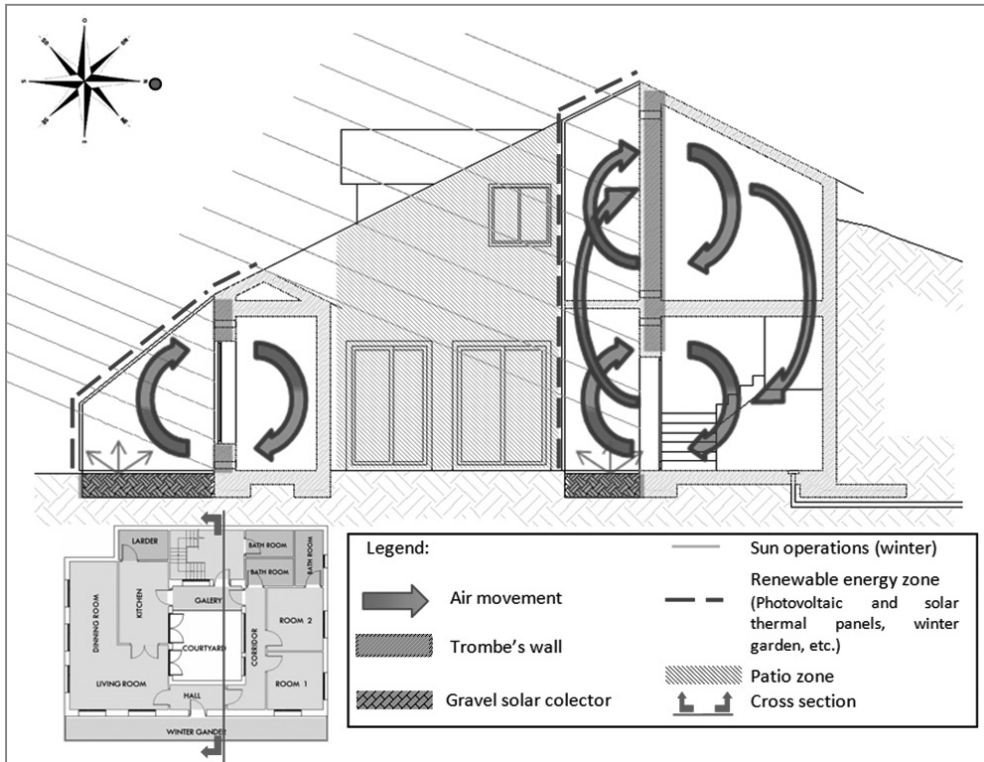 LARDER
BATH ROOM
BATH ROOM
BATH ROOM
DINNING ROOM
KITCHEN
GALERY
ROOM 2
COURTYARD
CORRIDOR
LIVING ROOM
HALL
ROOM 1
WINTER GANDER
Legend:
Air movement
Trombe's wall
Gravel solar colector
Sun operations (winter)
Renewable energy zone
(Photovoltaic and solar
thermal panels, winter
garden, etc.)
Patio zone
Cross section